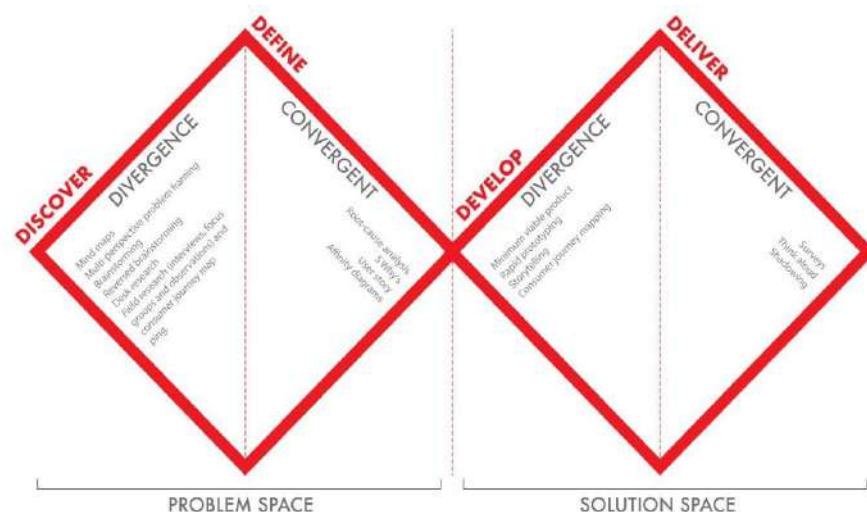 DISCOVER
DIVERGENCE
Mind maps
Multi perspective problem framing
Brainstorming
Reversed brainstorming
Desk research
Field research (interviews, focus
groups and observations) and
consumer journey map
ping
DEFINE
CONVERGENT
Root-cause analysis
5 Why's
User story
Affinity diagrams
DEVELOP
DIVERGENCE
Minimum viable product
Rapid prototyping
Storytelling
Consumer journey mapping
DELIVER
CONVERGENT
Surveys
Think aloud
Shadowing
PROBLEM SPACE
SOLUTION SPACE